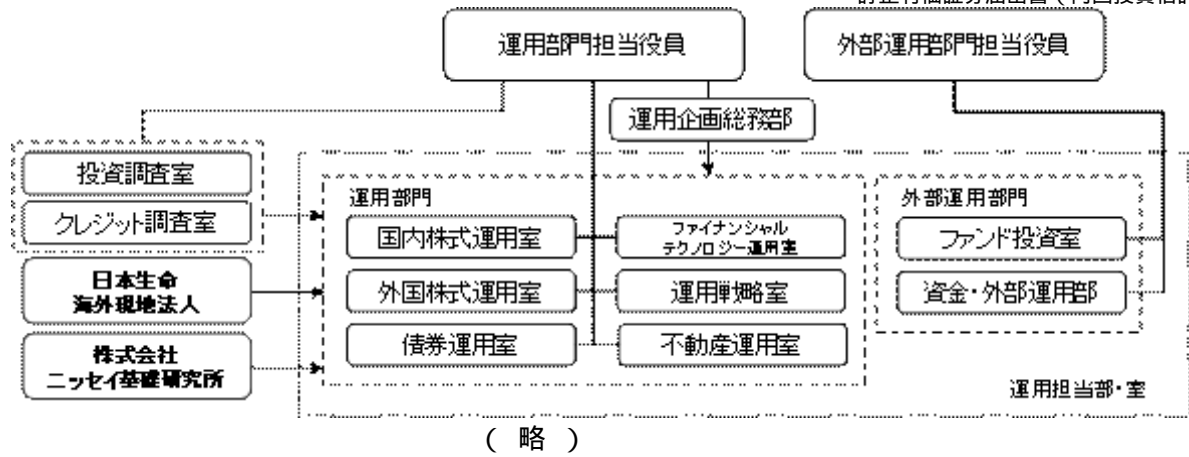 運用部門担当役員
外部運用部門担当役員
運用企画総務部
投資調査室
クレジット調査室
日本生命
海外現地法人
株式会社
ニッセイ基礎研究所
運用部門
国内株式運用室
ファイナンシャル
テクノロジー運用室
外国株式運用室
運用戦略室
債券運用室
不動産運用室
外部運用部門
ファンド投資室
資金・外部運用部
運用担当部・室
( 略 )